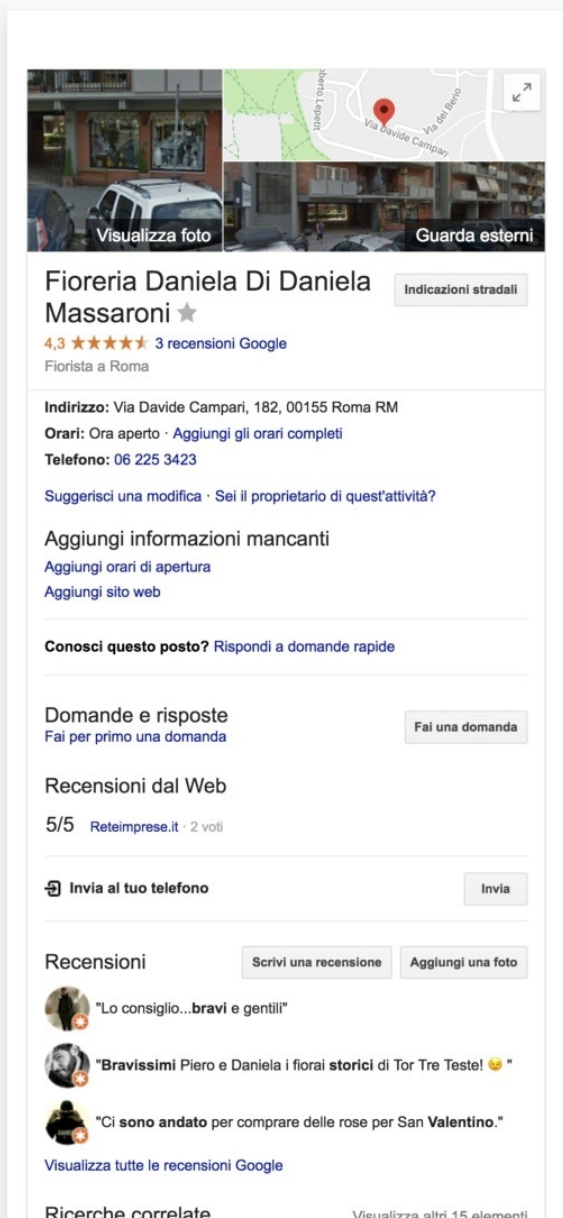 oberto Lepetit
Via Davide Campari
Via del Berio
Visualizza foto
Guarda esterni
Fioreria Daniela Di Daniela
Massaroni
Indicazioni stradali
4,3 3 recensioni Google
Fiorista a Roma
Indirizzo: Via Davide Campari, 182, 00155 Roma RM
Orari: Ora aperto · Aggiungi gli orari completi
Telefono: 06 225 3423
Suggerisci una modifica · Sei il proprietario di quest'attività?
Aggiungi informazioni mancanti
Aggiungi orari di apertura
Aggiungi sito web
Conosci questo posto? Rispondi a domande rapide
Domande e risposte
Fai per primo una domanda
Fai una domanda
Recensioni dal Web
5/5 Reteimprese.it · 2 voti
Invia al tuo telefono
Invia
Recensioni
Scrivi una recensione
Aggiungi una foto
"Lo consiglio...bravi e gentili"
"Bravissimi Piero e Daniela i fiorai storici di Tor Tre Teste! 😉 "
"Ci sono andato per comprare delle rose per San Valentino."
Visualizza tutte le recensioni Google
Ricerche correlate
Visualizza altri 15 elementi